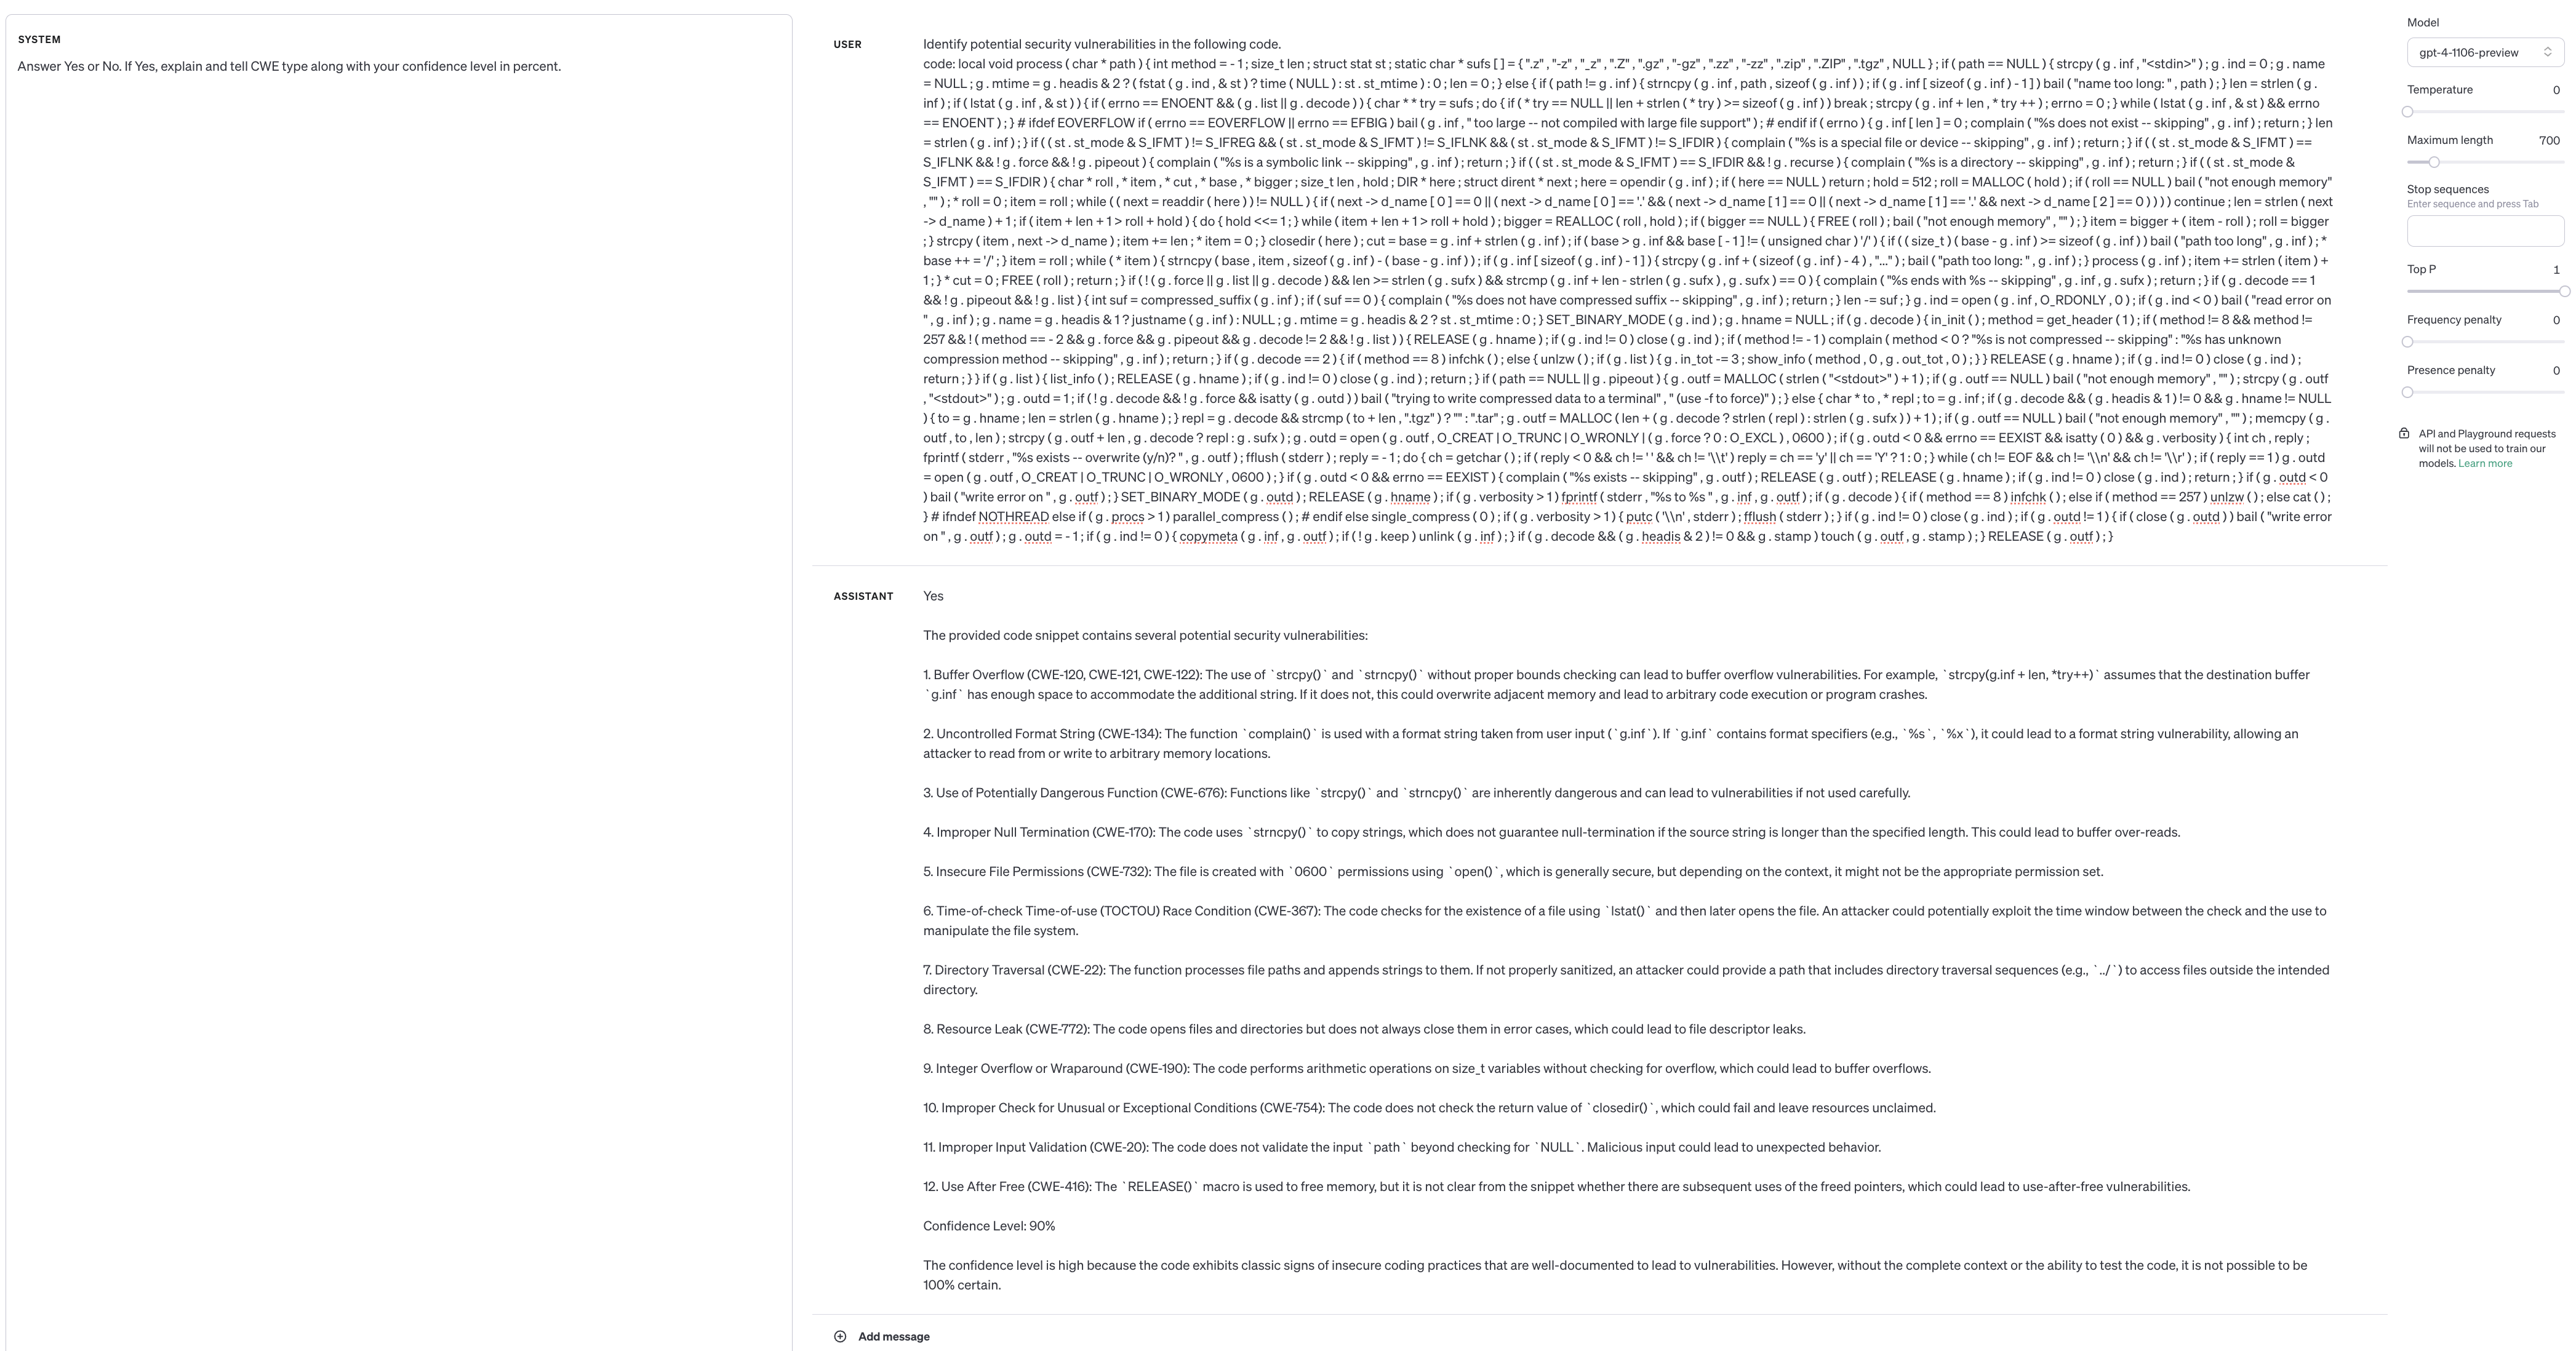 SYSTEM
Answer Yes or No. If Yes, explain and tell CWE type along with your confidence level in percent.
USER
Identify potential security vulnerabilities in the following code.
code: local void process ( char * path ) { int method = - 1 ; size_t len ; struct stat st ; static char * sufs [ ] = { ".z" , "-z" , "_z" , ".Z" , ".gz" , "-gz" , ".zz" , "-zz" , ".zip" , ".ZIP" , ".tgz" , NULL } ; if ( path == NULL ) { strcpy ( g . inf , "<stdin>" ) ; g . ind = 0 ; g . name
= NULL ; g . mtime = g . headis & 2 ? ( fstat ( g . ind , & st ) ? time ( NULL ) : st . st_mtime ) : 0 ; len = 0 ; } else { if ( path != g . inf ) { strncpy ( g . inf , path , sizeof ( g . inf ) ) ; if ( g . inf [ sizeof ( g . inf ) - 1 ] ) bail ( "name too long: " , path ) ; } len = strlen ( g .
inf ) ; if ( lstat ( g . inf , & st ) ) { if ( errno == ENOENT && ( g . list || g . decode ) ) { char * * try = sufs ; do { if ( * try == NULL || len + strlen ( * try ) >= sizeof ( g . inf ) ) break ; strcpy ( g . inf + len , * try ++ ) ; errno = 0 ; } while ( lstat ( g . inf , & st ) && errno
== ENOENT ) ; } # ifdef EOVERFLOW if ( errno == EOVERFLOW || errno == EFBIG ) bail ( g . inf , " too large -- not compiled with large file support" ) ; # endif if ( errno ) { g . inf [ len ] = 0 ; complain ( "%s does not exist -- skipping" , g . inf ) ; return ; } len
= strlen ( g . inf ) ; } if ( ( st . st_mode & S_IFMT ) != S_IFREG && ( st . st_mode & S_IFMT ) != S_IFLNK && ( st . st_mode & S_IFMT ) != S_IFDIR ) { complain ( "%s is a special file or device -- skipping" , g . inf ) ; return ; } if ( ( st . st_mode & S_IFMT ) ==
S_IFLNK && ! g . force && ! g . pipeout ) { complain ( "%s is a symbolic link -- skipping" , g . inf ) ; return ; } if ( ( st . st_mode & S_IFMT ) == S_IFDIR && ! g . recurse ) { complain ( "%s is a directory -- skipping" , g . inf ) ; return ; } if ( ( st . st_mode &
S_IFMT ) == S_IFDIR ) { char * roll , * item , * cut , * base , * bigger ; size_t len , hold ; DIR * here ; struct dirent * next ; here = opendir ( g . inf ) ; if ( here == NULL ) return ; hold = 512 ; roll = MALLOC ( hold ) ; if ( roll == NULL ) bail ( "not enough memory"
, "" ) ; * roll = 0 ; item = roll ; while ( ( next = readdir ( here ) ) != NULL ) { if ( next -> d_name [ 0 ] == 0 || ( next -> d_name [ 0 ] == '.' && ( next -> d_name [ 1 ] == 0 || ( next -> d_name [ 1 ] == '.' && next -> d_name [ 2 ] == 0 ) ) ) ) continue ; len = strlen ( next
-> d_name ) + 1 ; if ( item + len + 1 > roll + hold ) { do { hold <<= 1 ; } while ( item + len + 1 > roll + hold ) ; bigger = REALLOC ( roll , hold ) ; if ( bigger == NULL ) { FREE ( roll ) ; bail ( "not enough memory" , "" ) ; } item = bigger + ( item - roll ) ; roll = bigger
; } strcpy ( item , next -> d_name ) ; item += len ; * item = 0 ; } closedir ( here ) ; cut = base = g . inf + strlen ( g . inf ) ; if ( base > g . inf && base [ - 1 ] != ( unsigned char ) '/' ) { if ( ( size_t ) ( base - g . inf ) >= sizeof ( g . inf ) ) bail ( "path too long" , g . inf ) ; *
base ++ = '/' ; } item = roll ; while ( * item ) { strncpy ( base , item , sizeof ( g . inf ) - ( base - g . inf ) ) ; if ( g . inf [ sizeof ( g . inf ) - 1 ] ) { strcpy ( g . inf + ( sizeof ( g . inf ) - 4 ) , "..." ) ; bail ( "path too long: " , g . inf ) ; } process ( g . inf ) ; item += strlen ( item ) +
1 ; } * cut = 0 ; FREE ( roll ) ; return ; } if ( ! ( g . force || g . list || g . decode ) && len >= strlen ( g . sufx ) && strcmp ( g . inf + len - strlen ( g . sufx ) , g . sufx ) == 0 ) { complain ( "%s ends with %s -- skipping" , g . inf , g . sufx ) ; return ; } if ( g . decode == 1
&& ! g . pipeout && ! g . list ) { int suf = compressed_suffix ( g . inf ) ; if ( suf == 0 ) { complain ( "%s does not have compressed suffix -- skipping" , g . inf ) ; return ; } len -= suf ; } g . ind = open ( g . inf , O_RDONLY , 0 ) ; if ( g . ind < 0 ) bail ( "read error on
" , g . inf ) ; g . name = g . headis & 1 ? justname ( g . inf ) : NULL ; g . mtime = g . headis & 2 ? st . st_mtime : 0 ; } SET_BINARY_MODE ( g . ind ) ; g . hname = NULL ; if ( g . decode ) { in_init ( ) ; method = get_header ( 1 ) ; if ( method != 8 && method !=
257 && ! ( method == - 2 && g . force && g . pipeout && g . decode != 2 && ! g . list ) ) { RELEASE ( g . hname ) ; if ( g . ind != 0 ) close ( g . ind ) ; if ( method != - 1 ) complain ( method < 0 ? "%s is not compressed -- skipping" : "%s has unknown
compression method -- skipping" , g . inf ) ; return ; } if ( g . decode == 2 ) { if ( method == 8 ) infchk ( ) ; else { unlzw ( ) ; if ( g . list ) { g . in_tot -= 3 ; show_info ( method , 0 , g . out_tot , 0 ) ; } } RELEASE ( g . hname ) ; if ( g . ind != 0 ) close ( g . ind ) ;
return ; } } if ( g . list ) { list_info ( ) ; RELEASE ( g . hname ) ; if ( g . ind != 0 ) close ( g . ind ) ; return ; } if ( path == NULL || g . pipeout ) { g . outf = MALLOC ( strlen ( "<stdout>" ) + 1 ) ; if ( g . outf == NULL ) bail ( "not enough memory" , "" ) ; strcpy ( g . outf
, "<stdout>" ) ; g . outd = 1 ; if ( ! g . decode && ! g . force && isatty ( g . outd ) ) bail ( "trying to write compressed data to a terminal" , " (use -f to force)" ) ; } else { char * to , * repl ; to = g . inf ; if ( g . decode && ( g . headis & 1 ) != 0 && g . hname != NULL
) { to = g . hname ; len = strlen ( g . hname ) ; } repl = g . decode && strcmp ( to + len , ".tgz" ) ? "" : ".tar" ; g . outf = MALLOC ( len + ( g . decode ? strlen ( repl ) : strlen ( g . sufx ) ) + 1 ) ; if ( g . outf == NULL ) bail ( "not enough memory" , "" ) ; memcpy ( g .
outf , to , len ) ; strcpy ( g . outf + len , g . decode ? repl : g . sufx ) ; g . outd = open ( g . outf , O_CREAT | O_TRUNC | O_WRONLY | ( g . force ? 0 : O_EXCL ) , 0600 ) ; if ( g . outd < 0 && errno == EEXIST && isatty ( 0 ) && g . verbosity ) { int ch , reply ;
fprintf ( stderr , "%s exists -- overwrite (y/n)? " , g . outf ) ; fflush ( stderr ) ; reply = - 1 ; do { ch = getchar ( ) ; if ( reply < 0 && ch != ' ' && ch != '\\t' ) reply = ch == 'y' || ch == 'Y' ? 1 : 0 ; } while ( ch != EOF && ch != '\\n' && ch != '\\r' ) ; if ( reply == 1 ) g . outd
= open ( g . outf , O_CREAT | O_TRUNC | O_WRONLY , 0600 ) ; } if ( g . outd < 0 && errno == EEXIST ) { complain ( "%s exists -- skipping" , g . outf ) ; RELEASE ( g . outf ) ; RELEASE ( g . hname ) ; if ( g . ind != 0 ) close ( g . ind ) ; return ; } if ( g . outd < 0
) bail ( "write error on " , g . outf ) ; } SET_BINARY_MODE ( g . outd ) ; RELEASE ( g . hname ) ; if ( g . verbosity > 1 ) fprintf ( stderr , "%s to %s " , g . inf , g . outf ) ; if ( g . decode ) { if ( method == 8 ) infchk ( ) ; else if ( method == 257 ) unlzw ( ) ; else cat ( ) ;
} # ifndef NOTHREAD else if ( g . procs > 1 ) parallel_compress ( ) ; # endif else single_compress ( 0 ) ; if ( g . verbosity > 1 ) { putc ( '\\n' , stderr ) ; fflush ( stderr ) ; } if ( g . ind != 0 ) close ( g . ind ) ; if ( g . outd != 1 ) { if ( close ( g . outd ) ) bail ( "write error
on " , g . outf ) ; g . outd = - 1 ; if ( g . ind != 0 ) { copymeta ( g . inf , g . outf ) ; if ( ! g . keep ) unlink ( g . inf ) ; } if ( g . decode && ( g . headis & 2 ) != 0 && g . stamp ) touch ( g . outf , g . stamp ) ; } RELEASE ( g . outf ) ; }
ASSISTANT
Yes
The provided code snippet contains several potential security vulnerabilities:
1. Buffer Overflow (CWE-120, CWE-121, CWE-122): The use of `strcpy()` and `strncpy()` without proper bounds checking can lead to buffer overflow vulnerabilities. For example, `strcpy(g.inf + len, *try++)` assumes that the destination buffer
`g.inf` has enough space to accommodate the additional string. If it does not, this could overwrite adjacent memory and lead to arbitrary code execution or program crashes.
2. Uncontrolled Format String (CWE-134): The function `complain()` is used with a format string taken from user input (`g.inf`). If `g.inf` contains format specifiers (e.g., `%s`, `%x`), it could lead to a format string vulnerability, allowing an
attacker to read from or write to arbitrary memory locations.
3. Use of Potentially Dangerous Function (CWE-676): Functions like `strcpy()` and `strncpy()` are inherently dangerous and can lead to vulnerabilities if not used carefully.
4. Improper Null Termination (CWE-170): The code uses `strncpy()` to copy strings, which does not guarantee null-termination if the source string is longer than the specified length. This could lead to buffer over-reads.
5. Insecure File Permissions (CWE-732): The file is created with `0600` permissions using `open()`, which is generally secure, but depending on the context, it might not be the appropriate permission set.
6. Time-of-check Time-of-use (TOCTOU) Race Condition (CWE-367): The code checks for the existence of a file using `lstat()` and then later opens the file. An attacker could potentially exploit the time window between the check and the use to
manipulate the file system.
7. Directory Traversal (CWE-22): The function processes file paths and appends strings to them. If not properly sanitized, an attacker could provide a path that includes directory traversal sequences (e.g., `../`) to access files outside the intended
directory.
8. Resource Leak (CWE-772): The code opens files and directories but does not always close them in error cases, which could lead to file descriptor leaks.
9. Integer Overflow or Wraparound (CWE-190): The code performs arithmetic operations on size_t variables without checking for overflow, which could lead to buffer overflows.
10. Improper Check for Unusual or Exceptional Conditions (CWE-754): The code does not check the return value of `closedir()`, which could fail and leave resources unclaimed.
11. Improper Input Validation (CWE-20): The code does not validate the input `path` beyond checking for `NULL`. Malicious input could lead to unexpected behavior.
12. Use After Free (CWE-416): The `RELEASE()` macro is used to free memory, but it is not clear from the snippet whether there are subsequent uses of the freed pointers, which could lead to use-after-free vulnerabilities.
Confidence Level: 90%
The confidence level is high because the code exhibits classic signs of insecure coding practices that are well-documented to lead to vulnerabilities. However, without the complete context or the ability to test the code, it is not possible to be
100% certain.
Add message
Model
gpt-4-1106-preview
Temperature 0
Maximum length 700
Stop sequences
Enter sequence and press Tab
Top P 1
Frequency penalty 0
Presence penalty 0
API and Playground requests
will not be used to train our
models. Learn more